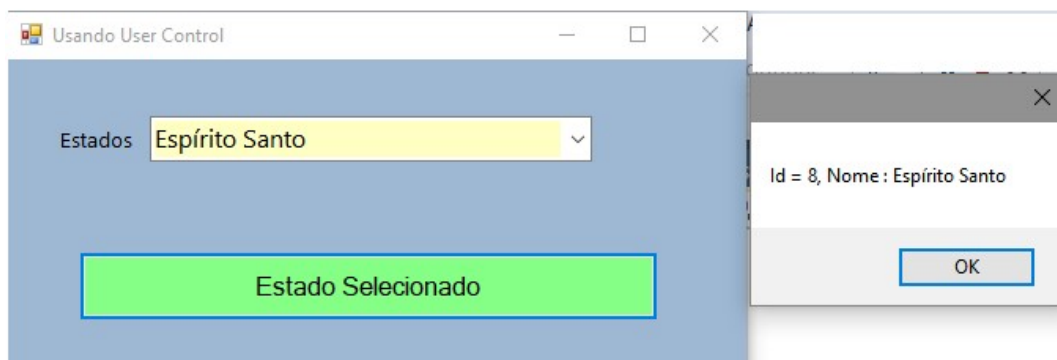 Usando User Control
Estados
Espírito Santo
Estado Selecionado
Id = 8, Nome : Espírito Santo
OK